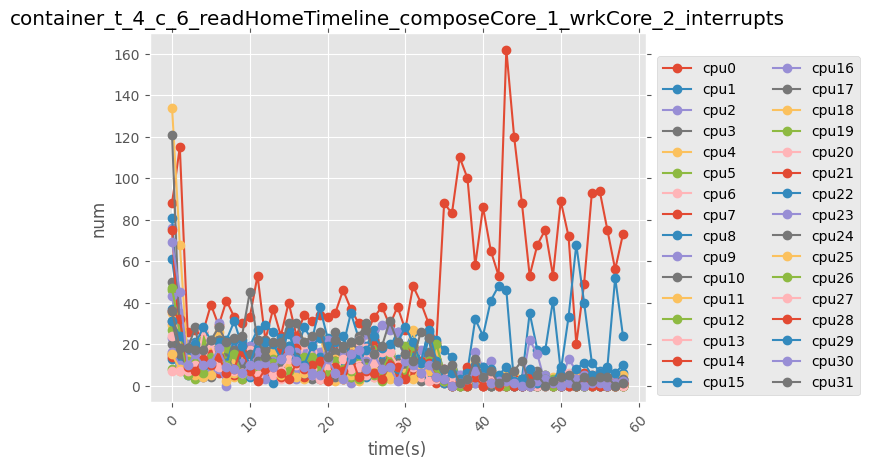 container_t_4_c_6_readHomeTimeline_composeCore_1_wrkCore_2_interrupts
160
140
120
100
80
60
40
20
0
num
0
10
20
30
40
50
60
time(s)
cpu0
cpu1
cpu2
cpu3
cpu4
cpu5
cpu6
cpu7
cpu8
cpu9
cpu10
cpu11
cpu12
cpu13
cpu14
cpu15
cpu16
cpu17
cpu18
cpu19
cpu20
cpu21
cpu22
cpu23
cpu24
cpu25
cpu26
cpu27
cpu28
cpu29
cpu30
cpu31